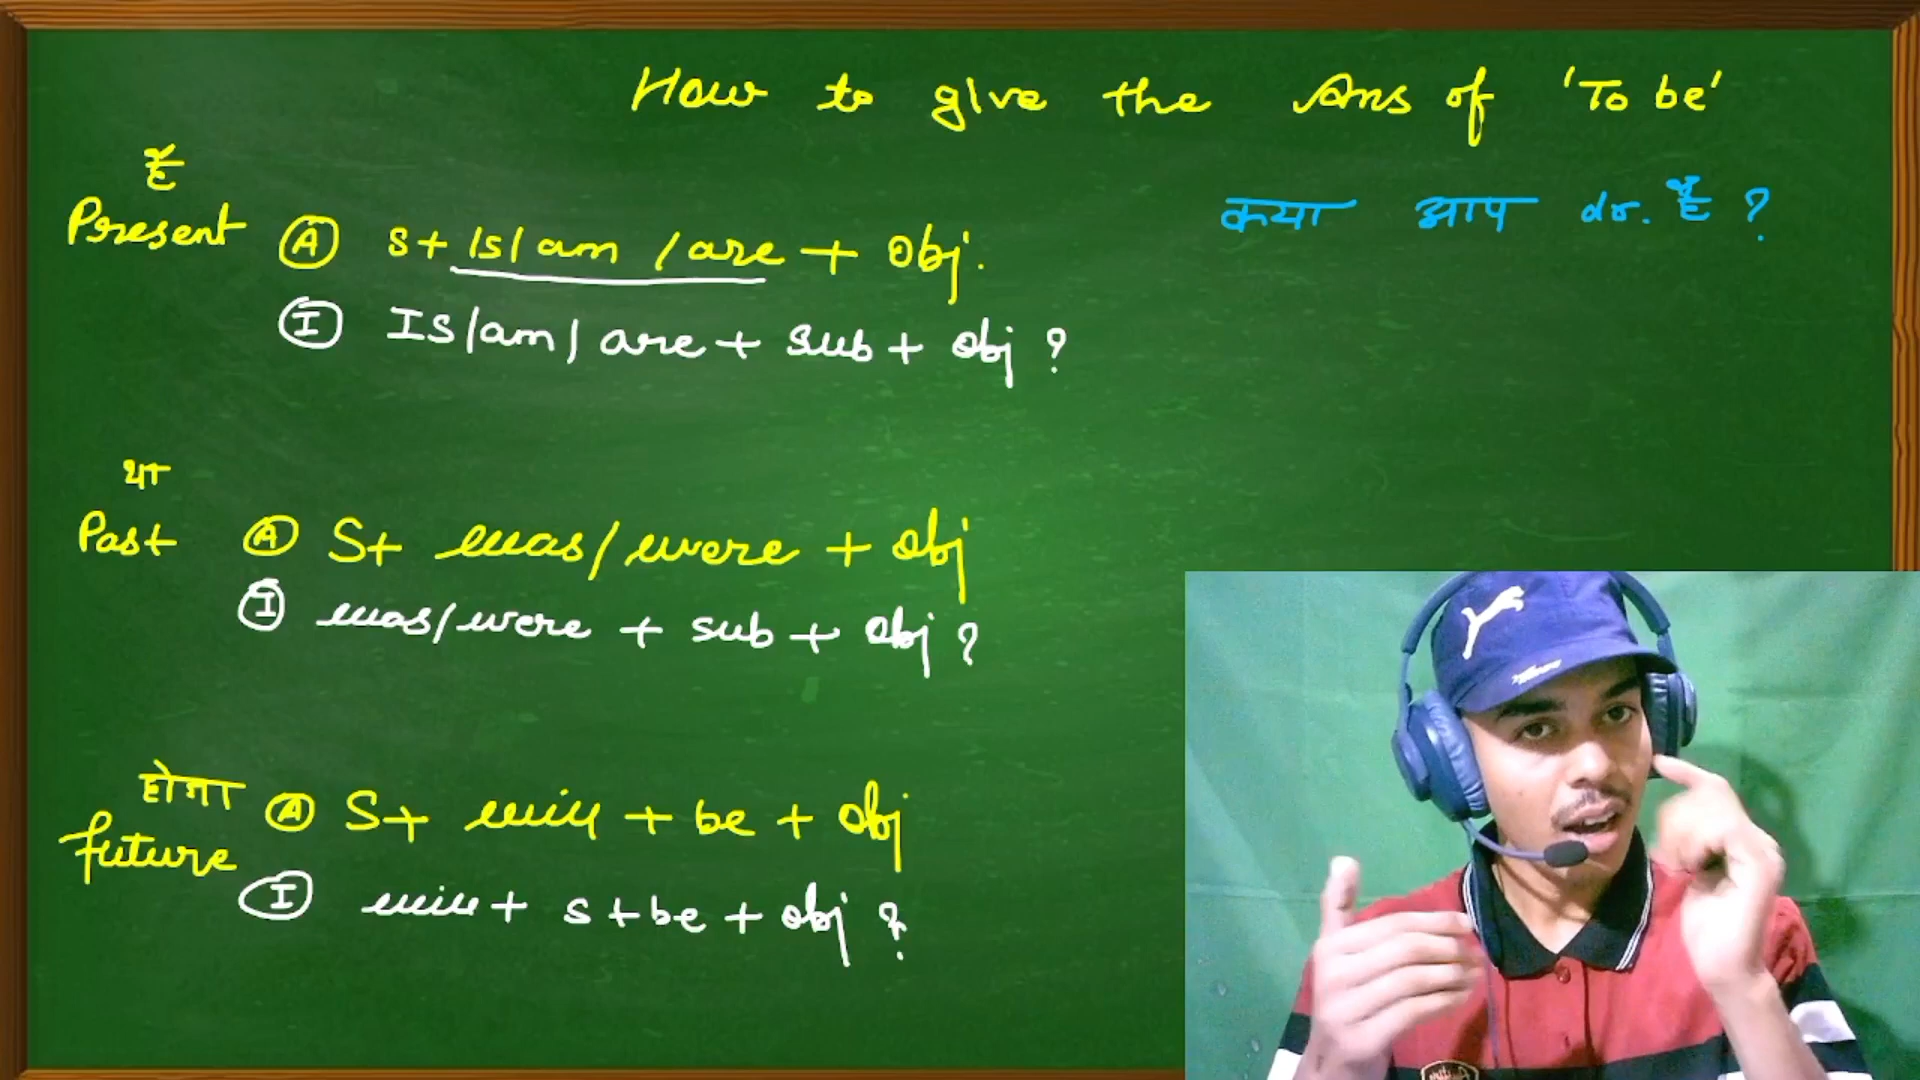 How to give the Ans of 'To be'
है
क्या आप dr. हैं ?
Present Ⓐ S+ Is/am/are + Obj.
Ⓘ Is/am/are + sub + obj ?
था
Past Ⓐ S+ was/were + obj
Ⓘ was/were + sub + obj ?
होगा
future Ⓐ S+ will + be + Obj
Ⓘ will + s + be + obj ?